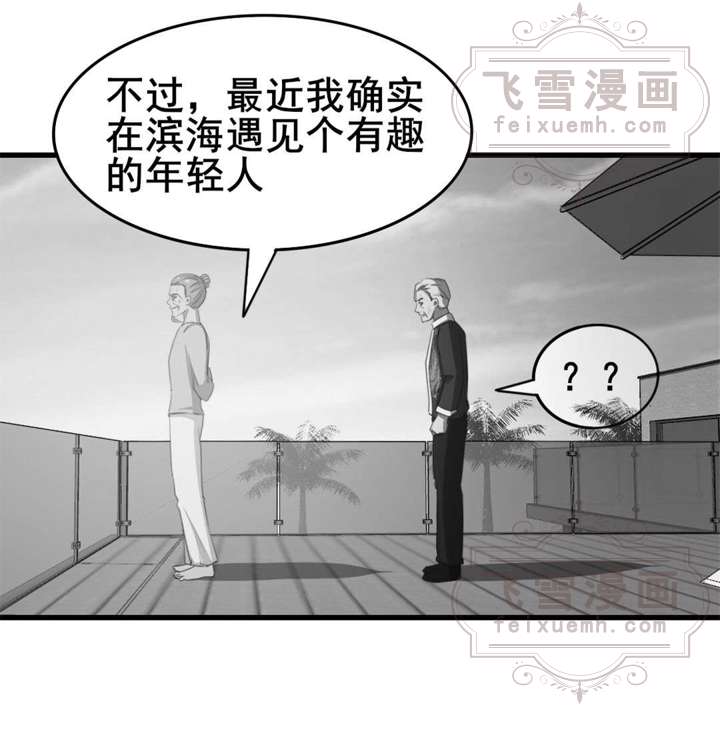 飞雪漫画
feixuemh.com
不过，最近我确实
在滨海遇见个有趣
的年轻人
？？
飞雪漫画
feixuemh.com